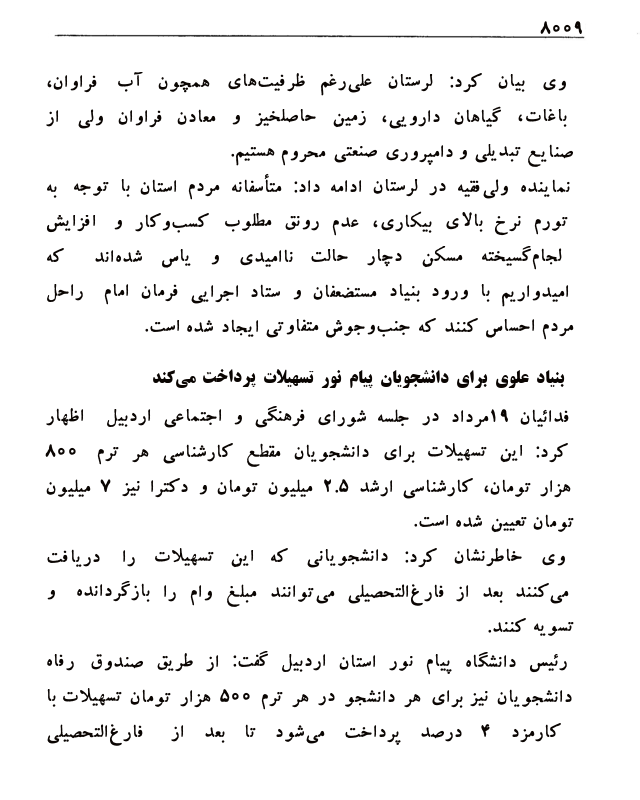 ۸۰۰۹
وی بیان کرد: لرستان علی‌رغم ظرفیت‌های همچون آب فراوان،
باغات، گیاهان دارویی، زمین حاصلخیز و معادن فراوان ولی از
صنایع تبدیلی و دامپروری صنعتی محروم هستیم.
نماینده ولی‌فقیه در لرستان ادامه داد: متأسفانه مردم استان با توجه به
تورم نرخ بالای بیکاری، عدم رونق مطلوب کسب‌وکار و افزایش
لجام‌گسیخته مسکن دچار حالت ناامیدی و یاس شده‌اند که
امیدواریم با ورود بنیاد مستضعفان و ستاد اجرایی فرمان امام راحل
مردم احساس کنند که جنب‌وجوش متفاوتی ایجاد شده است.
بنیاد علوی برای دانشجویان پیام نور تسهیلات پرداخت می‌کند
فدائیان ۱۹مرداد در جلسه شورای فرهنگی و اجتماعی اردبیل اظهار
کرد: این تسهیلات برای دانشجویان مقطع کارشناسی هر ترم ۸۰۰
هزار تومان، کارشناسی ارشد ۲.۵ میلیون تومان و دکترا نیز ۷ میلیون
تومان تعیین شده است.
وی خاطرنشان کرد: دانشجویانی که این تسهیلات را دریافت
می‌کنند بعد از فارغ‌التحصیلی می‌توانند مبلغ وام را بازگردانده و
تسویه کنند.
رئیس دانشگاه پیام نور استان اردبیل گفت: از طریق صندوق رفاه
دانشجویان نیز برای هر دانشجو در هر ترم ۵۰۰ هزار تومان تسهیلات با
کارمزد ۴ درصد پرداخت می‌شود تا بعد از فارغ‌التحصیلی